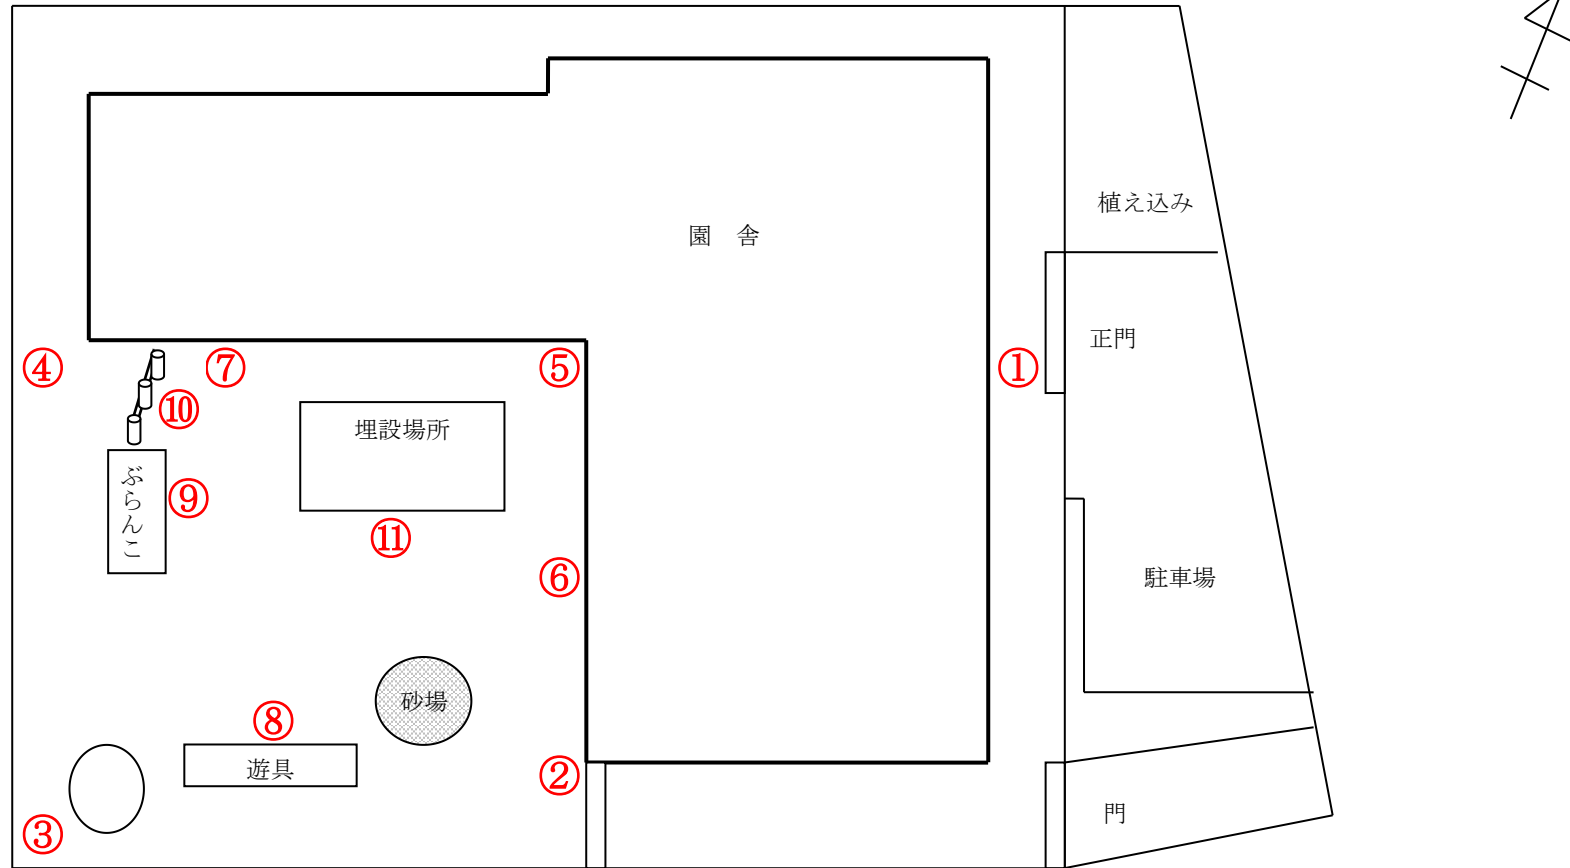 植え込み
園 舎
正門
①
④
⑦
⑤
⑩
埋設場所
ぶらんこ
⑨
⑪
⑥
駐車場
砂場
⑧
遊具
②
門
③